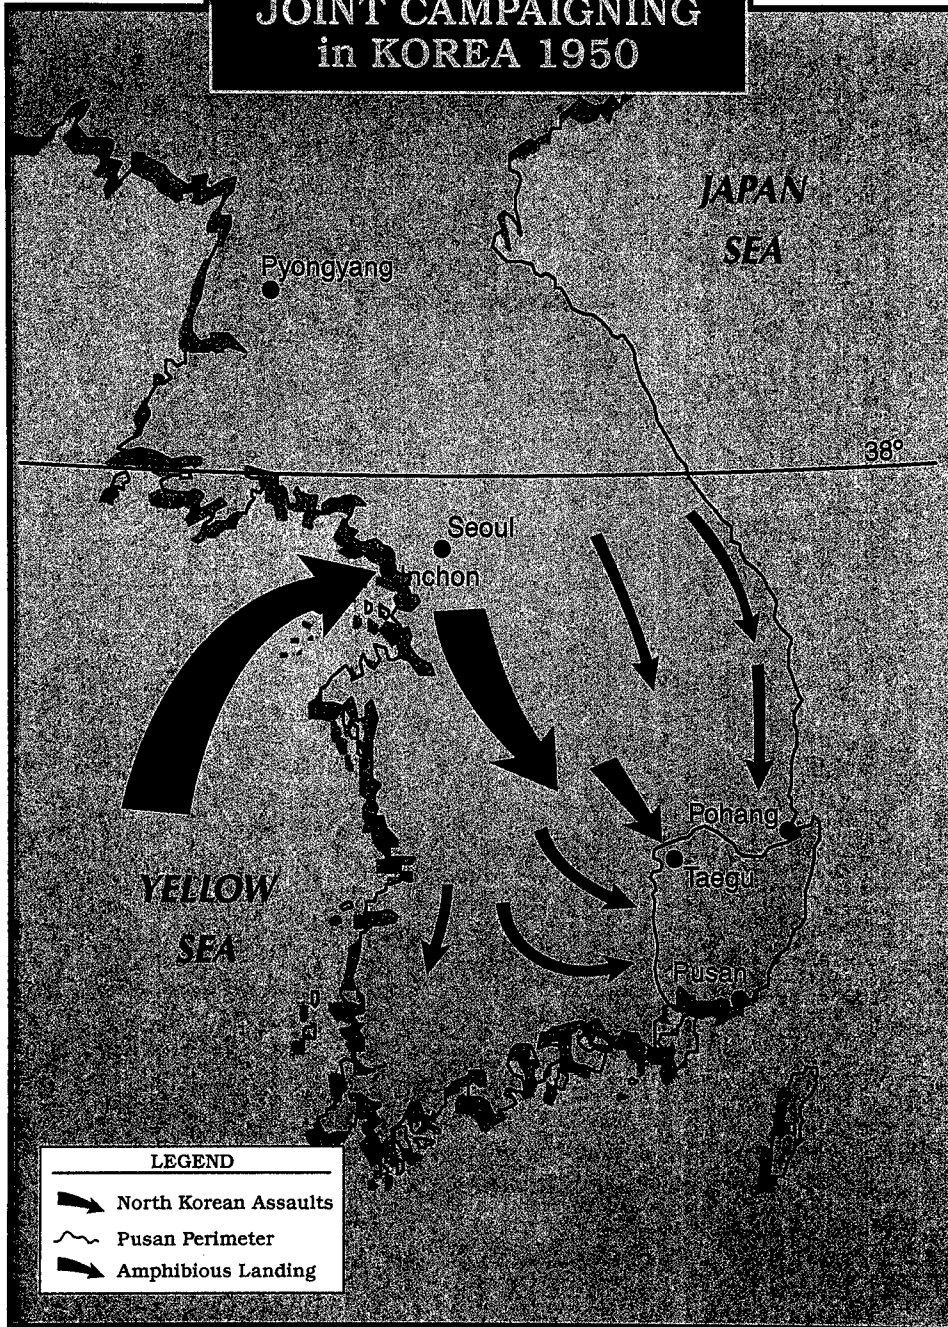 JOINT CAMPAIGNING
in KOREA 1950
JAPAN
SEA
Pyongyang
38°
Seoul
Inchon
Pohang
Taegu
YELLOW
SEA
Pusan
LEGEND
North Korean Assaults
Pusan Perimeter
Amphibious Landing